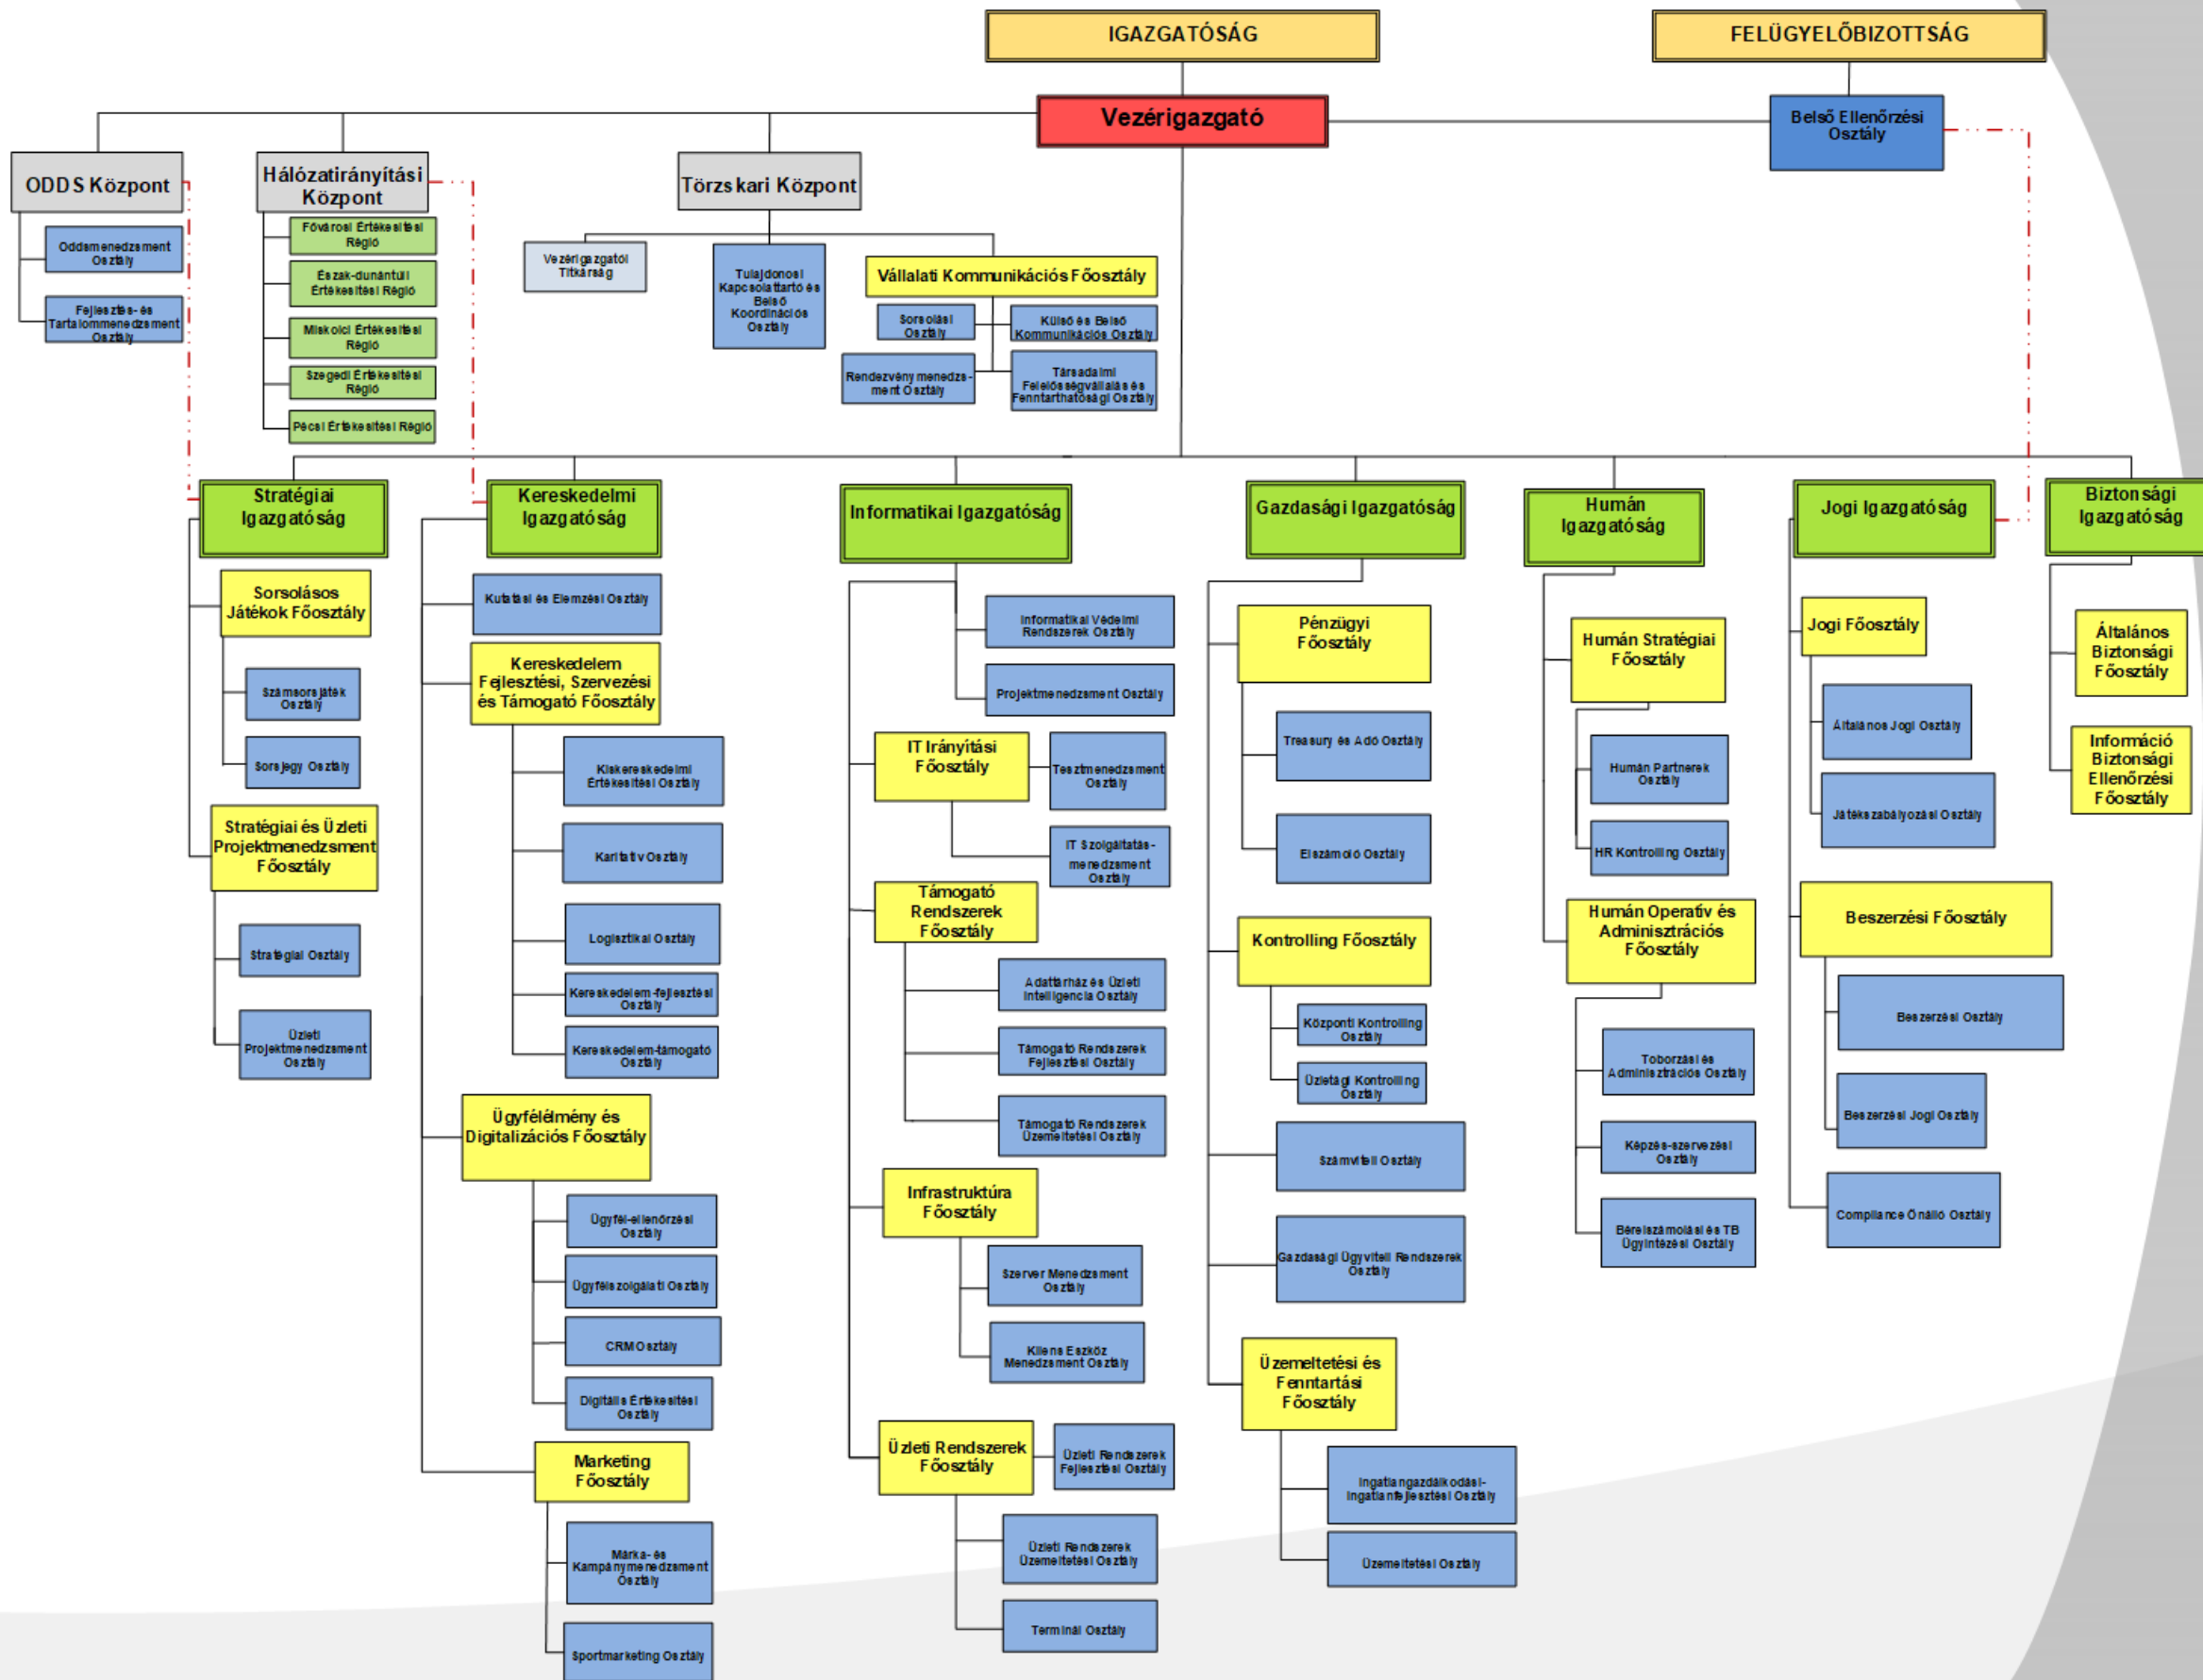 IGAZGATÓSÁG
FELÜGYELŐBIZOTTSÁG
Vezérigazgató
Belső Ellenőrzési
Osztály
ODDS Központ
Hálózatirányítási
Központ
Törzskari Központ
Oddsmenedzsment
Osztály
Fejlesztés- és
Tartalommenedzsment
Osztály
Fővárosi Értékesítési
Régió
Észak-dunántúli
Értékesítési Régió
Miskolci Értékesítési
Régió
Szegedi Értékesítési
Régió
Pécsi Értékesítési Régió
Vezérigazgatói
Titkárság
Tulajdonosi
Kapcsolattartó és
Belső
Koordinációs
Osztály
Vállalati Kommunikációs Főosztály
Sorsolási
Osztály
Külső és Belső
Kommunikációs Osztály
Rendezvénymenedzs-
ment Osztály
Társadalmi
Felelősségvállalás és
Fenntarthatósági Osztály
Stratégiai
Igazgatóság
Sorsolásos
Játékok Főosztály
Számsorsjáték
Osztály
Sorsjegy Osztály
Stratégiai és Üzleti
Projektmenedzsment
Főosztály
Stratégiai Osztály
Üzleti
Projektmenedzsment
Osztály
Kereskedelmi
Igazgatóság
Kutatási és Elemzési Osztály
Kereskedelem
Fejlesztési, Szervezési
és Támogató Főosztály
Kiskereskedelmi
Értékesítési Osztály
Karitatív Osztály
Logisztikai Osztály
Kereskedelem-fejlesztési
Osztály
Kereskedelem-támogató
Osztály
Ügyfélélmény és
Digitalizációs Főosztály
Ügyfél-ellenőrzési
Osztály
Ügyfélszolgálati Osztály
CRM Osztály
Digitális Értékesítési
Osztály
Marketing
Főosztály
Márka- és
Kampánymenedzsment
Osztály
Sportmarketing Osztály
Informatikai Igazgatóság
Informatikai Védelmi
Rendszerek Osztály
Projektmenedzsment Osztály
IT Irányítási
Főosztály
Tesztmenedzsment
Osztály
IT Szolgáltatás-
menedzsment
Osztály
Támogató
Rendszerek
Főosztály
Adattárház és Üzleti
Intelligencia Osztály
Támogató Rendszerek
Fejlesztési Osztály
Támogató Rendszerek
Üzemeltetési Osztály
Infrastruktúra
Főosztály
Szerver Menedzsment
Osztály
Kliens Eszköz
Menedzsment Osztály
Üzleti Rendszerek
Főosztály
Üzleti Rendszerek
Fejlesztési Osztály
Üzleti Rendszerek
Üzemeltetési Osztály
Terminál Osztály
Gazdasági Igazgatóság
Pénzügyi
Főosztály
Treasury és Adó Osztály
Elszámoló Osztály
Kontrolling Főosztály
Központi Kontrolling
Osztály
Üzletági Kontrolling
Osztály
Számviteli Osztály
Gazdasági Ügyviteli Rendszerek
Osztály
Üzemeltetési és
Fenntartási
Főosztály
Ingatlangazdálkodási-
Ingatlanfejlesztési Osztály
Üzemeltetési Osztály
Humán
Igazgatóság
Humán Stratégiai
Főosztály
Humán Partnerek
Osztály
HR Kontrolling Osztály
Humán Operatív és
Adminisztrációs
Főosztály
Toborzási és
Adminisztrációs Osztály
Képzés-szervezési
Osztály
Bérelszámolási és TB
Ügyintézési Osztály
Jogi Igazgatóság
Jogi Főosztály
Általános Jogi Osztály
Játékszabályozási Osztály
Beszerzési Főosztály
Beszerzési Osztály
Beszerzési Jogi Osztály
Compliance Önálló Osztály
Biztonsági
Igazgatóság
Általános
Biztonsági
Főosztály
Információ
Biztonsági
Ellenőrzési
Főosztály